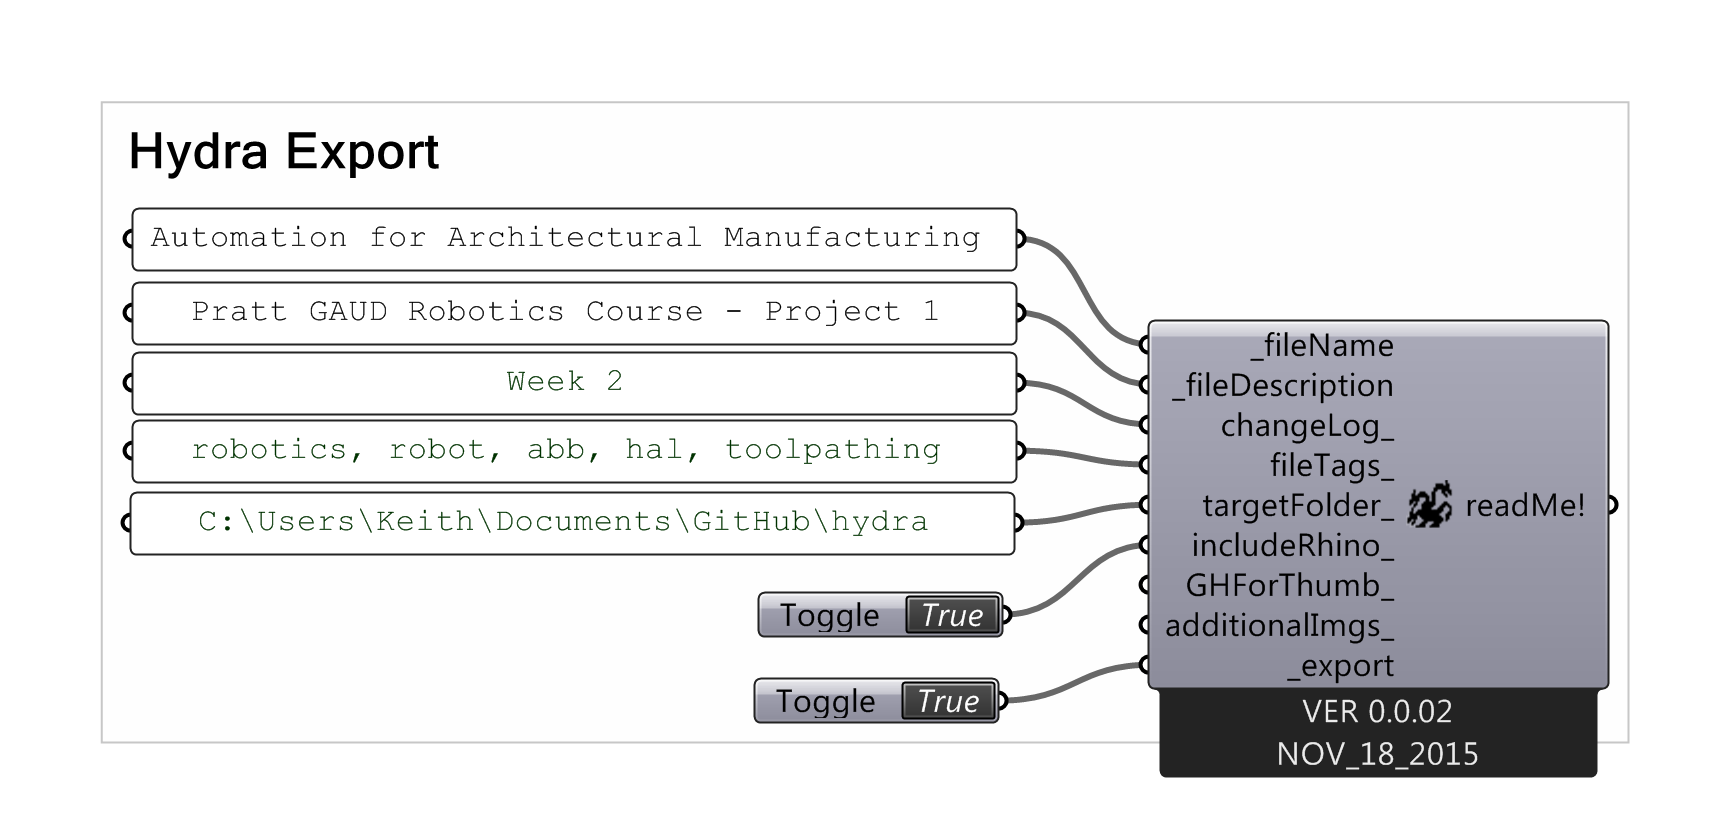 Hydra Export
Automation for Architectural Manufacturing
Pratt GAUD Robotics Course - Project 1
Week 2
robotics, robot, abb, hal, toolpathing
C:\Users\Keith\Documents\GitHub\hydra
Toggle True
Toggle True
_fileName
_fileDescription
changeLog_
fileTags_
targetFolder_
includeRhino_
GHForThumb_
additionalImgs_
_export
readMe!
VER 0.0.02
NOV_18_2015